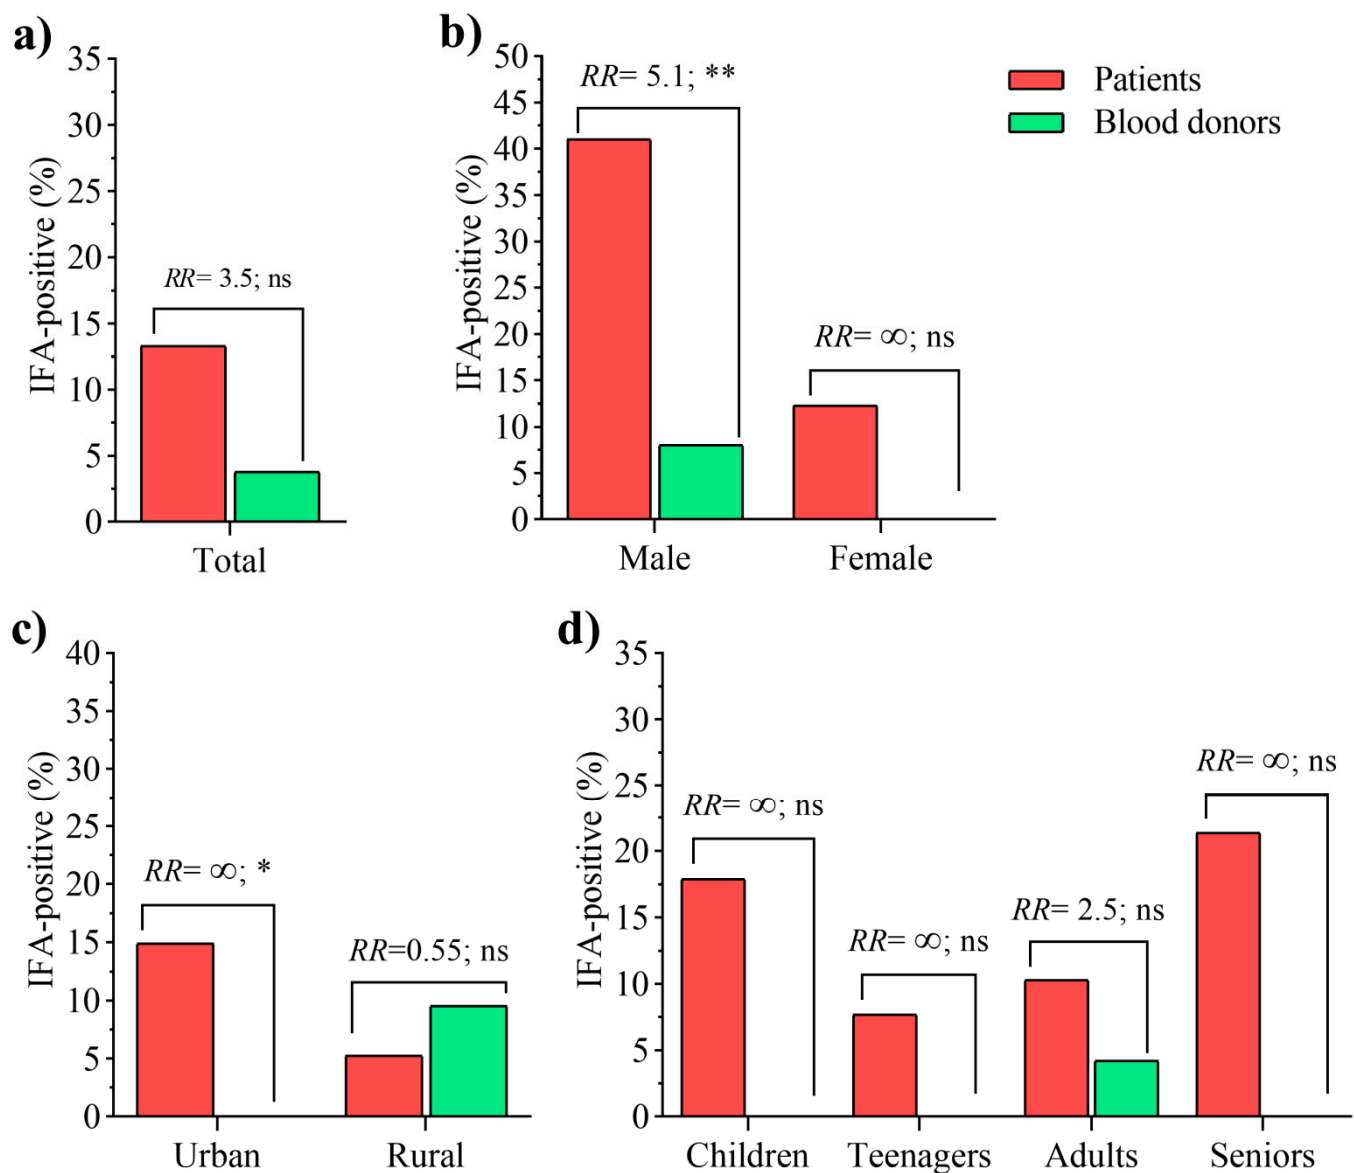 a)
IFA-positive (%)
35
30
25
20
15
10
5
0
RR= 3.5; ns
Total
b)
IFA-positive (%)
50
45
40
35
30
25
20
15
10
5
0
RR= 5.1; **
RR= ∞; ns
Male Female
Patients
Blood donors
c)
IFA-positive (%)
40
35
30
25
20
15
10
5
0
RR= ∞; *
RR=0.55; ns
Urban Rural
d)
IFA-positive (%)
35
30
25
20
15
10
5
0
RR= ∞; ns
RR= ∞; ns
RR= 2.5; ns
RR= ∞; ns
Children Teenagers Adults Seniors